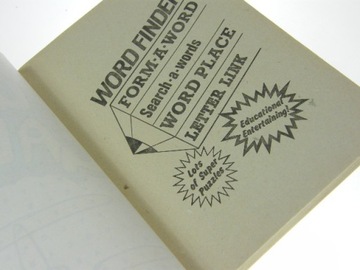 WORD FINDER
FORM-A-WORD
Search-a-words
WORD PLACE
LETTER LINK
Educational
Entertaining!
Lots
of Super
Puzzles